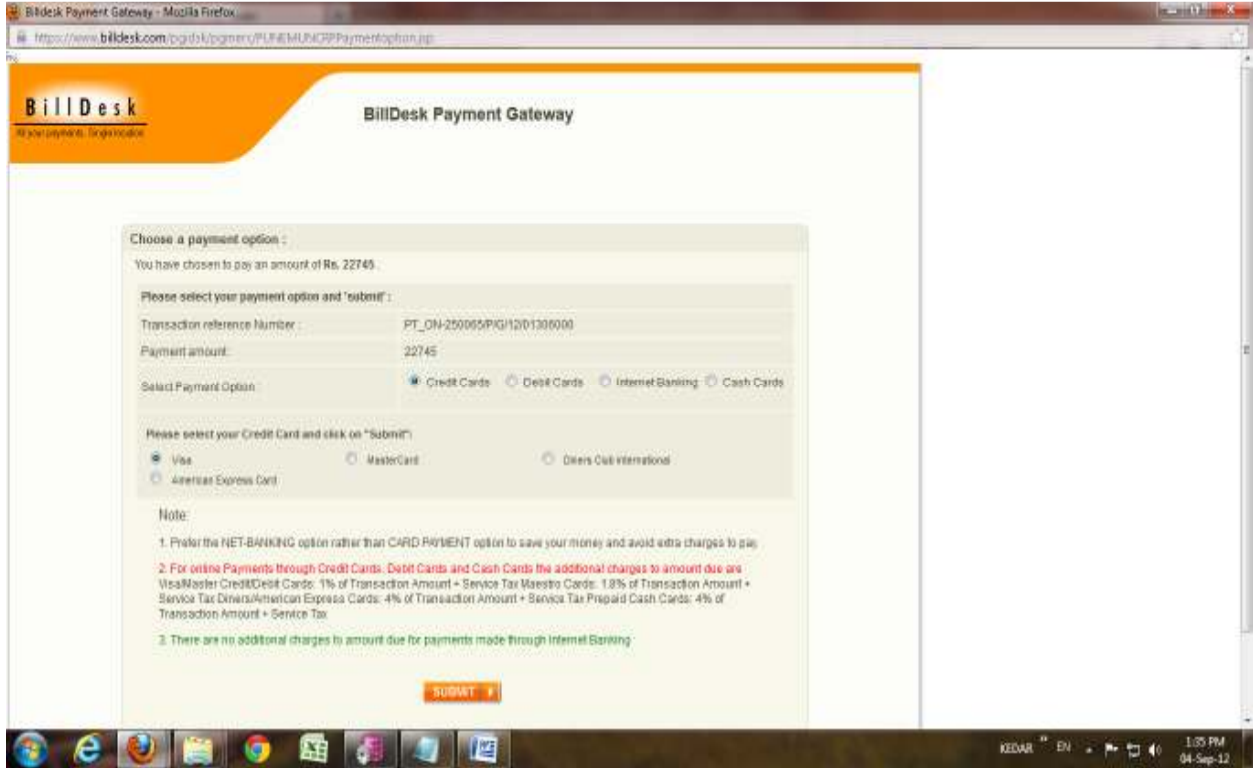 Billdesk Payment Gateway - Mozilla Firefox
BillDesk
All your payments. Single location
BillDesk Payment Gateway
Choose a payment option :
You have chosen to pay an amount of Rs. 22745 .
Please select your payment option and 'submit' :
Transaction reference Number :
Payment amount:
22745
Select Payment Option
Credit Cards Debit Cards Internet Banking Cash Cards
Please select your Credit Card and click on "Submit":
Visa MasterCard Diners Club International
American Express Card
Note:
1. Prefer the NET-BANKING option rather than CARD PAYMENT option to save your money and avoid extra charges to pay
2. For online Payments through Credit Cards, Debit Cards and Cash Cards the additional charges to amount due are
Visa/Master Credit/Debit Cards: 1% of Transaction Amount + Service Tax Maestro Cards: 1.8% of Transaction Amount +
Service Tax Diners/American Express Cards: 4% of Transaction Amount + Service Tax Prepaid Cash Cards: 4% of
Transaction Amount + Service Tax
3. There are no additional charges to amount due for payments made through Internet Banking
SUBMIT
KEDAR EN
1:35 PM
04-Sep-12